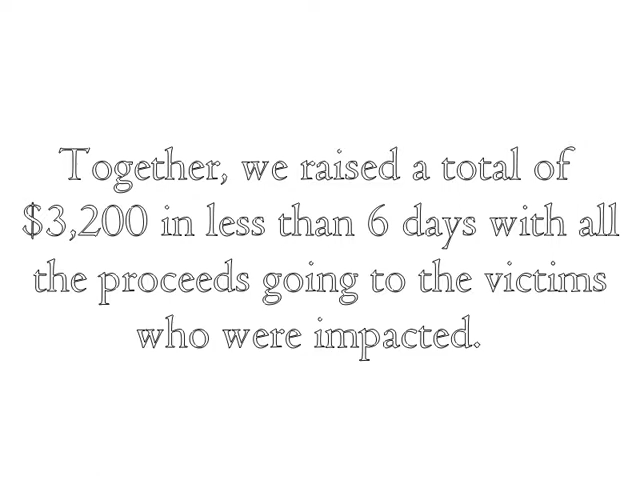 Together, we raised a total of
$3,200 in less than 6 days with all
the proceeds going to the victims
who were impacted.